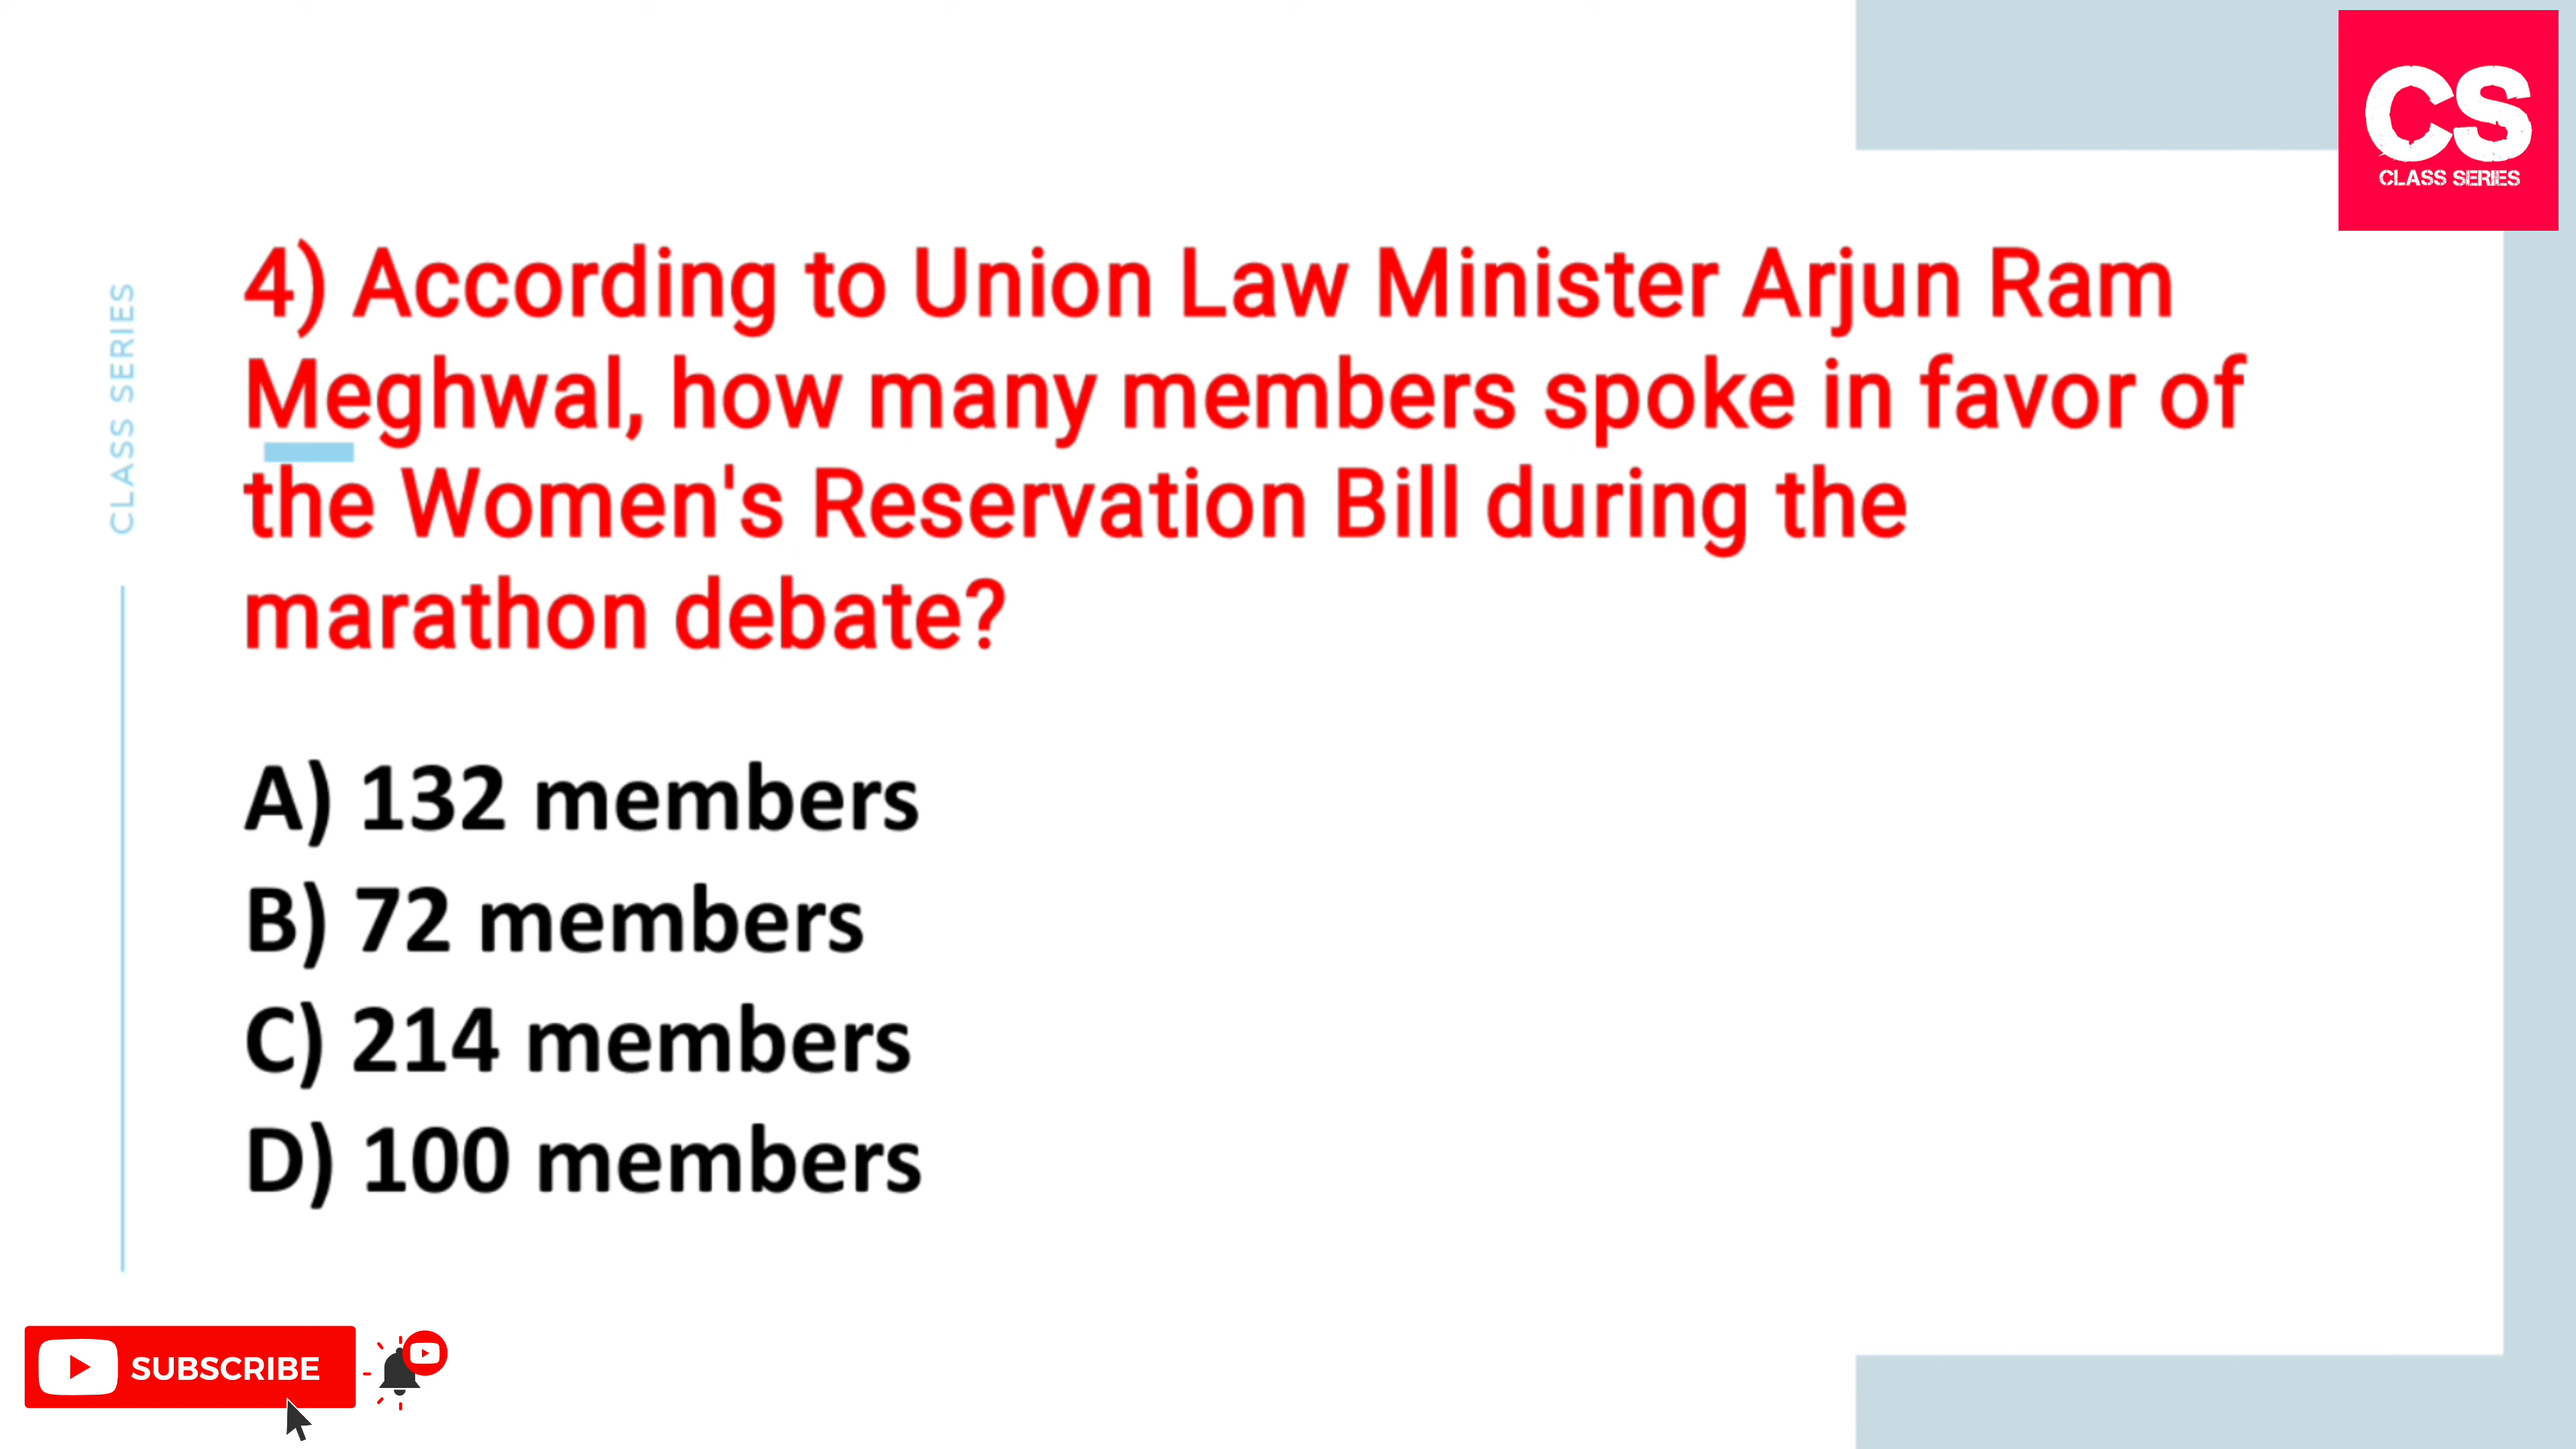 CS
CLASS SERIES
CLASS SERIES
4) According to Union Law Minister Arjun Ram
Meghwal, how many members spoke in favor of
the Women's Reservation Bill during the
marathon debate?
A) 132 members
B) 72 members
C) 214 members
D) 100 members
SUBSCRIBE